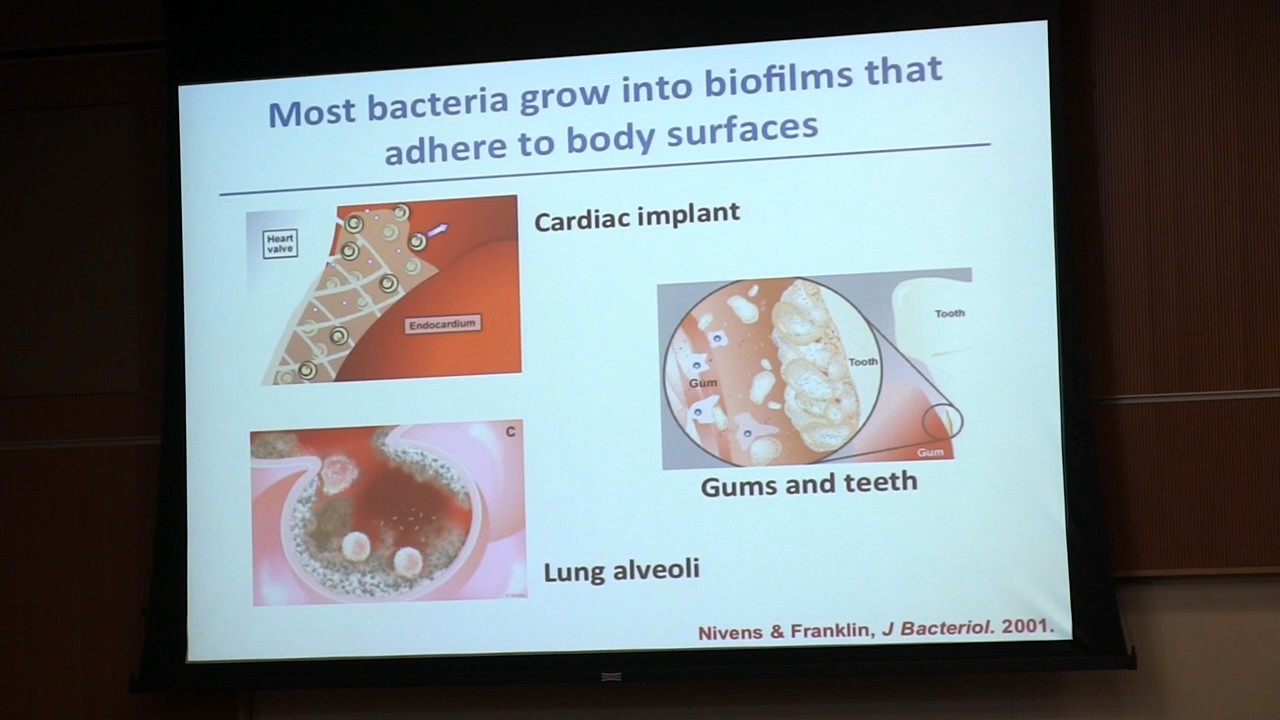 Most bacteria grow into biofilms that
adhere to body surfaces
Heart
valve
Endocardium
Cardiac implant
Tooth
Tooth
Gum
Gum
Gums and teeth
C
Lung alveoli
Nivens & Franklin, J Bacteriol. 2001.